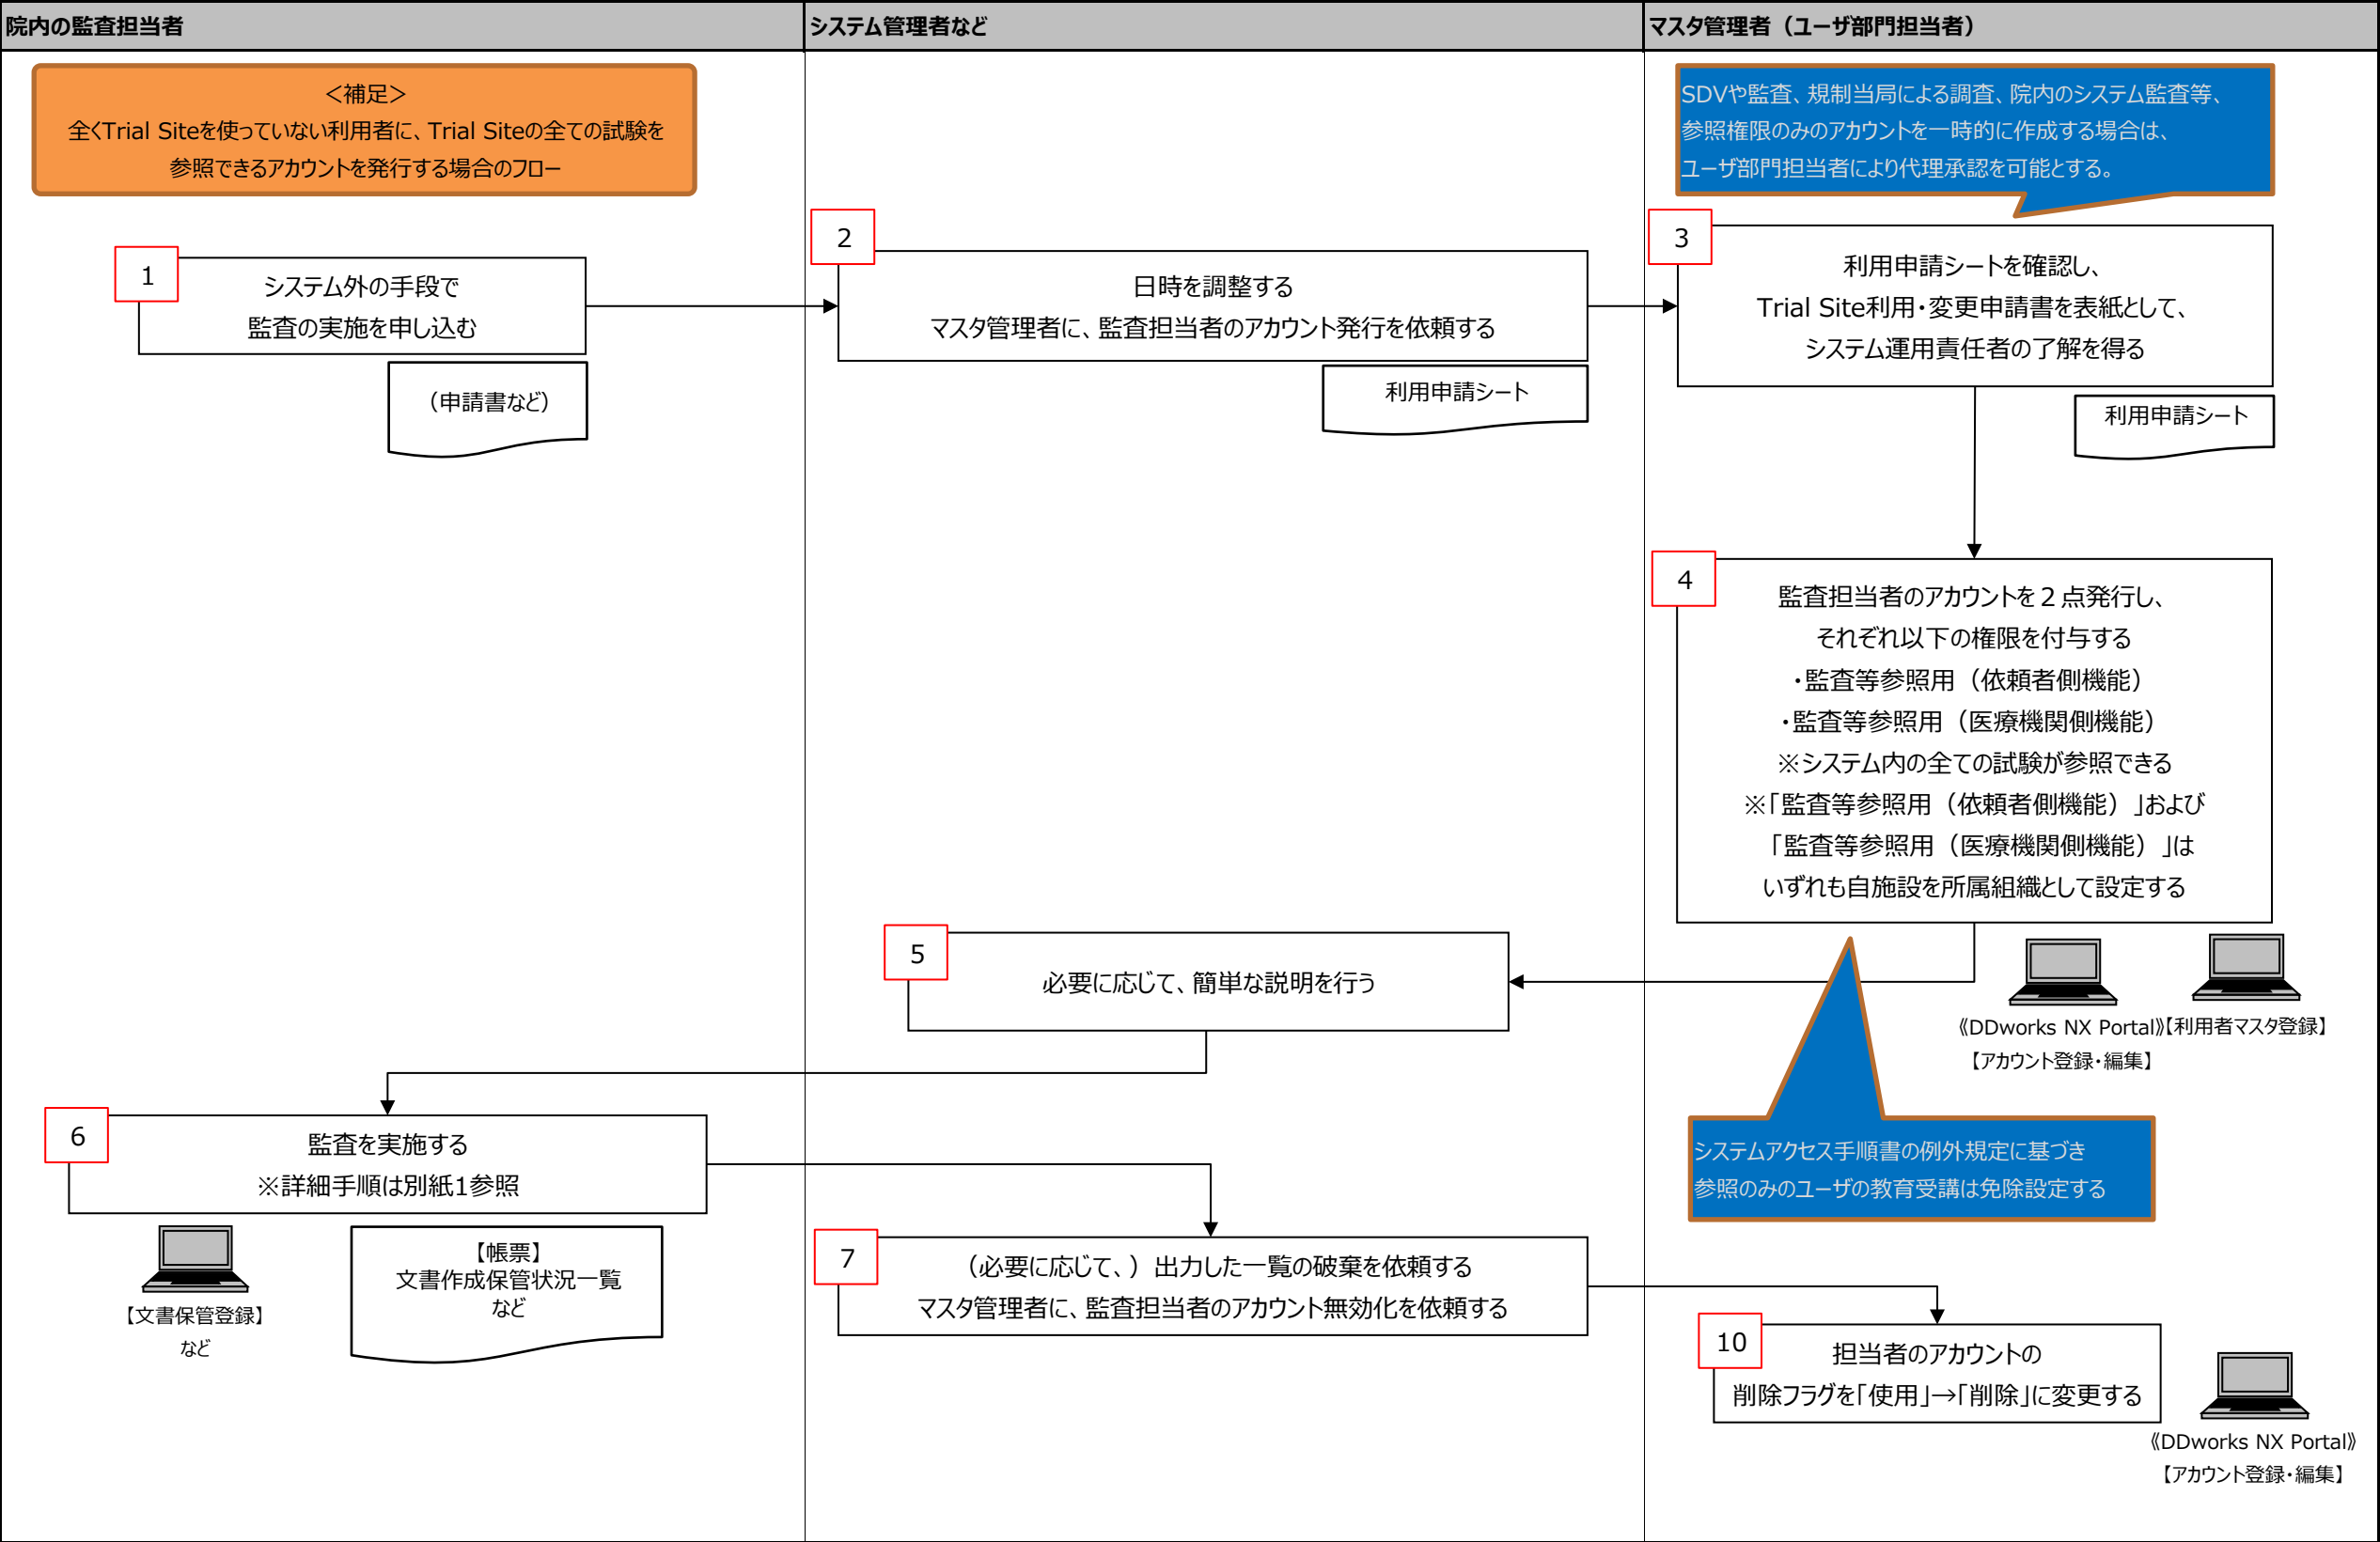 院内の監査担当者
システム管理者など
マスタ管理者（ユーザ部門担当者）
＜補足＞
全くTrial Siteを使っていない利用者に、Trial Siteの全ての試験を
参照できるアカウントを発行する場合のフロー
SDVや監査、規制当局による調査、院内のシステム監査等、
参照権限のみのアカウントを一時的に作成する場合は、
ユーザ部門担当者により代理承認を可能とする。
1
システム外の手段で
監査の実施を申し込む
（申請書など）
2
日時を調整する
マスタ管理者に、監査担当者のアカウント発行を依頼する
利用申請シート
3
利用申請シートを確認し、
Trial Site利用・変更申請書を表紙として、
システム運用責任者の了解を得る
利用申請シート
4
監査担当者のアカウントを２点発行し、
それぞれ以下の権限を付与する
・監査等参照用（依頼者側機能）
・監査等参照用（医療機関側機能）
※システム内の全ての試験が参照できる
※「監査等参照用（依頼者側機能）」および
「監査等参照用（医療機関側機能）」は
いずれも自施設を所属組織として設定する
《DDworks NX Portal》
【アカウント登録・編集】
【利用者マスタ登録】
システムアクセス手順書の例外規定に基づき
参照のみのユーザの教育受講は免除設定する
5
必要に応じて、簡単な説明を行う
6
監査を実施する
※詳細手順は別紙1参照
【文書保管登録】
など
【帳票】
文書作成保管状況一覧
など
7
（必要に応じて、）出力した一覧の破棄を依頼する
マスタ管理者に、監査担当者のアカウント無効化を依頼する
10
担当者のアカウントの
削除フラグを「使用」→「削除」に変更する
《DDworks NX Portal》
【アカウント登録・編集】